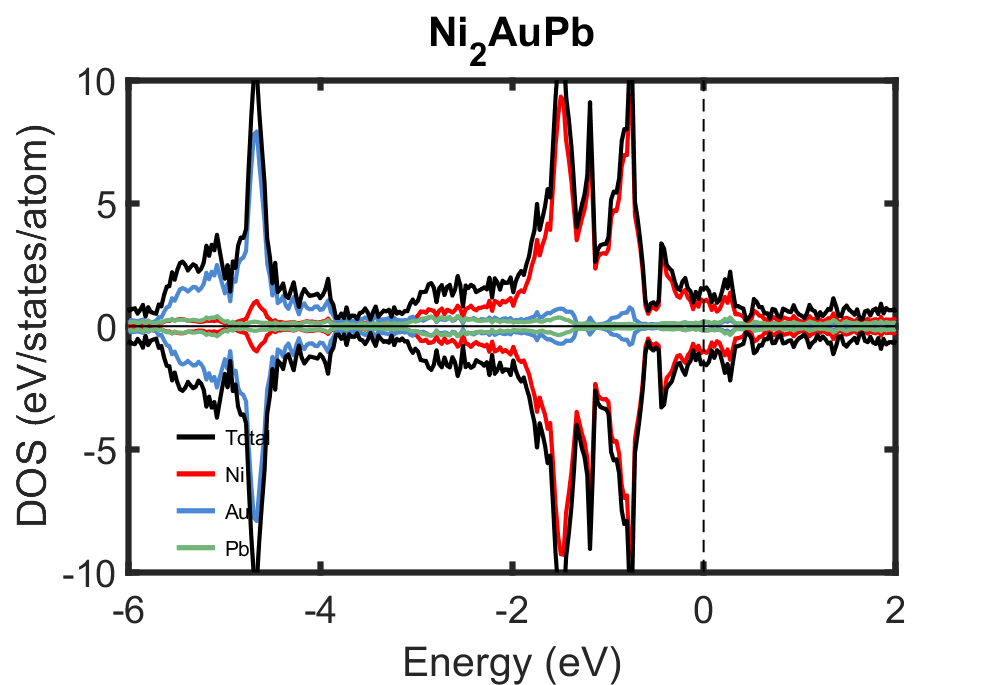 Ni₂AuPb
DOS (eV/states/atom)
10
5
0
-5
-10
Total
Ni
Au
Pb
-6 -4 -2 0 2
Energy (eV)